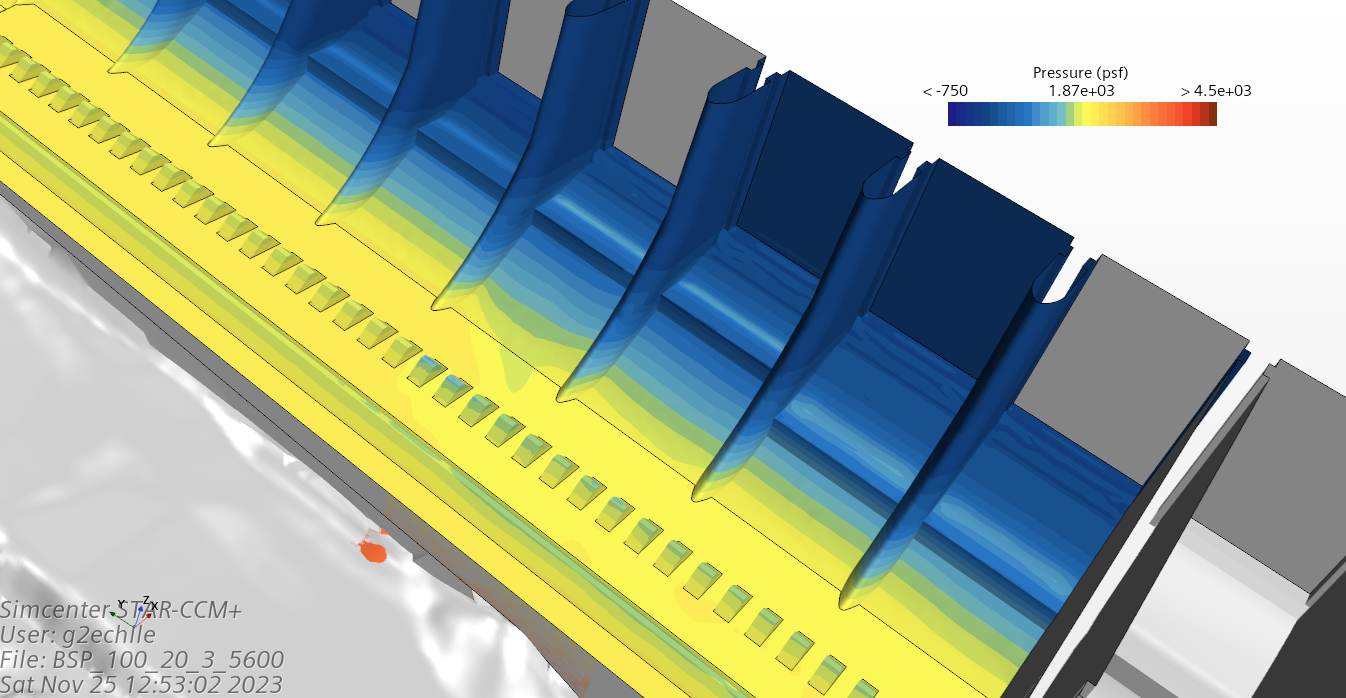 Pressure (psf)
< -750 1.87e+03 > 4.5e+03
Y Z X
Simcenter STAR-CCM+
User: g2echlle
File: BSP_100_20_3_5600
Sat Nov 25 12:53:02 2023